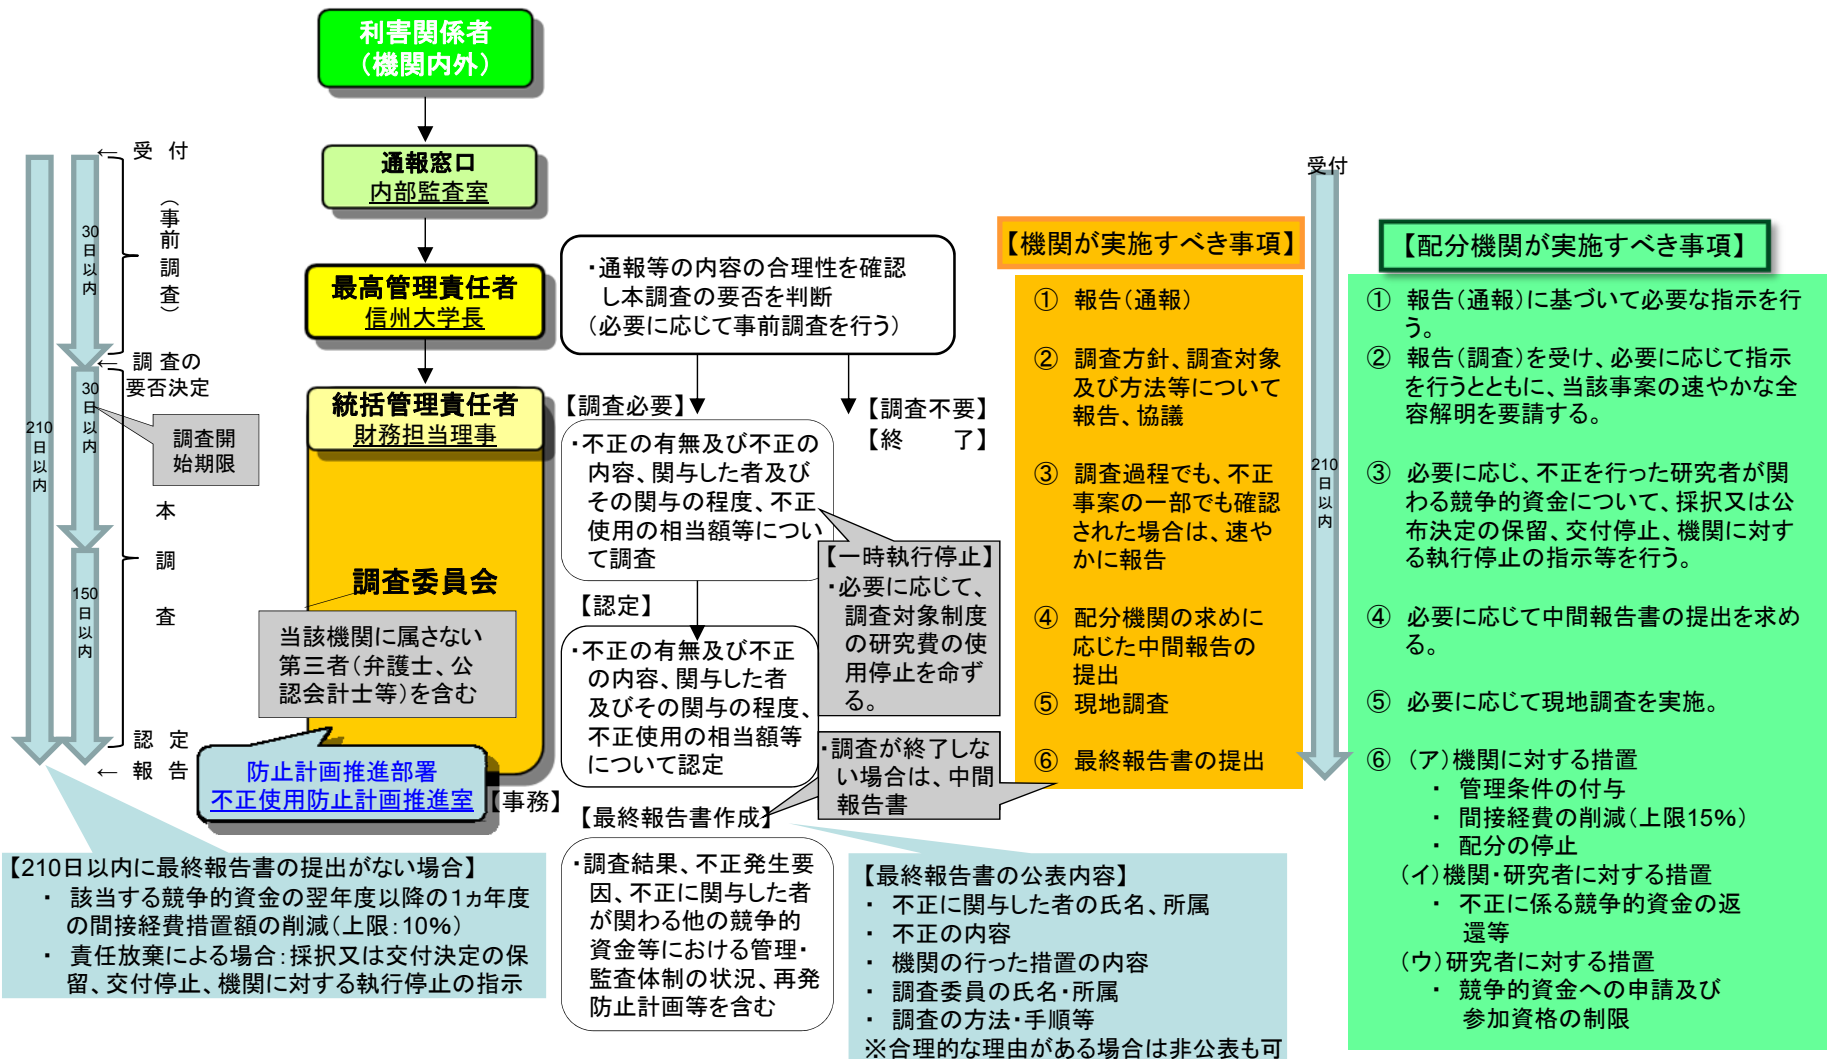 利害関係者
（機関内外）
通報窓口
内部監査室
最高管理責任者
信州大学長
統括管理責任者
財務担当理事
調査委員会
当該機関に属さない
第三者（弁護士、公
認会計士等）を含む
防止計画推進部署
不正使用防止計画推進室
【事務】
← 受 付
（事前調査）
30日以内
← 調 査 の
要否決定
30日以内
調査開
始期限
210日以内
本
調
査
150日以内
認 定
← 報 告
【210日以内に最終報告書の提出がない場合】
・ 該当する競争的資金の翌年度以降の1ヵ年度
の間接経費措置額の削減（上限：10%）
・ 責任放棄による場合：採択又は交付決定の保
留、交付停止、機関に対する執行停止の指示
・通報等の内容の合理性を確認
し本調査の要否を判断
（必要に応じて事前調査を行う）
【調査必要】
【調査不要】
【終 了】
・不正の有無及び不正の
内容、関与した者及び
その関与の程度、不正
使用の相当額等につい
て調査
【一時執行停止】
・必要に応じて、
調査対象制度
の研究費の使
用停止を命ず
る。
【認定】
・不正の有無及び不正
の内容、関与した者
及びその関与の程度、
不正使用の相当額等
について認定
・調査が終了しな
い場合は、中間
報告書
【最終報告書作成】
・調査結果、不正発生要
因、不正に関与した者
が関わる他の競争的
資金等における管理・
監査体制の状況、再発
防止計画等を含む
【最終報告書の公表内容】
・ 不正に関与した者の氏名、所属
・ 不正の内容
・ 機関の行った措置の内容
・ 調査委員の氏名・所属
・ 調査の方法・手順等
※合理的な理由がある場合は非公表も可
【機関が実施すべき事項】
① 報告（通報）
② 調査方針、調査対象
及び方法等について
報告、協議
③ 調査過程でも、不正
事案の一部でも確認
された場合は、速や
かに報告
④ 配分機関の求めに
応じた中間報告の
提出
⑤ 現地調査
⑥ 最終報告書の提出
受付
210日以内
【配分機関が実施すべき事項】
① 報告（通報）に基づいて必要な指示を行
う。
② 報告（調査）を受け、必要に応じて指示
を行うとともに、当該事案の速やかな全
容解明を要請する。
③ 必要に応じ、不正を行った研究者が関
わる競争的資金について、採択又は公
布決定の保留、交付停止、機関に対す
る執行停止の指示等を行う。
④ 必要に応じて中間報告書の提出を求め
る。
⑤ 必要に応じて現地調査を実施。
⑥ （ア）機関に対する措置
・ 管理条件の付与
・ 間接経費の削減（上限15%）
・ 配分の停止
（イ）機関・研究者に対する措置
・ 不正に係る競争的資金の返
還等
（ウ）研究者に対する措置
・ 競争的資金への申請及び
参加資格の制限